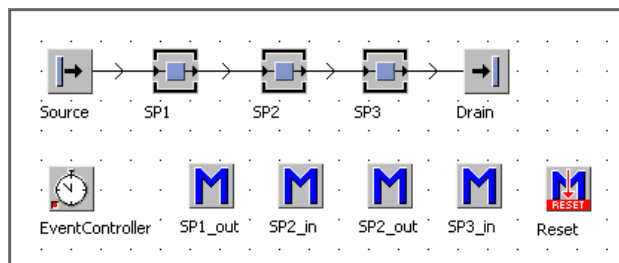 Source SP1 SP2 SP3 Drain
M M M M M
RESET
EventController SP1_out SP2_in SP2_out SP3_in Reset